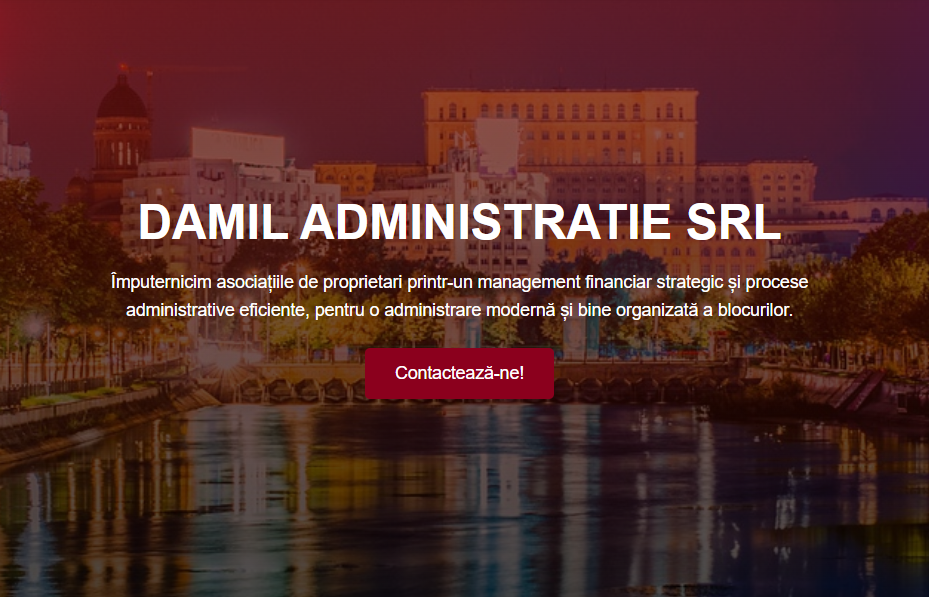 DAMIL ADMINISTRATIE SRL
Împuternicim asociațiile de proprietari printr-un management financiar strategic și procese
administrative eficiente, pentru o administrare modernă și bine organizată a blocurilor.
Contactează-ne!